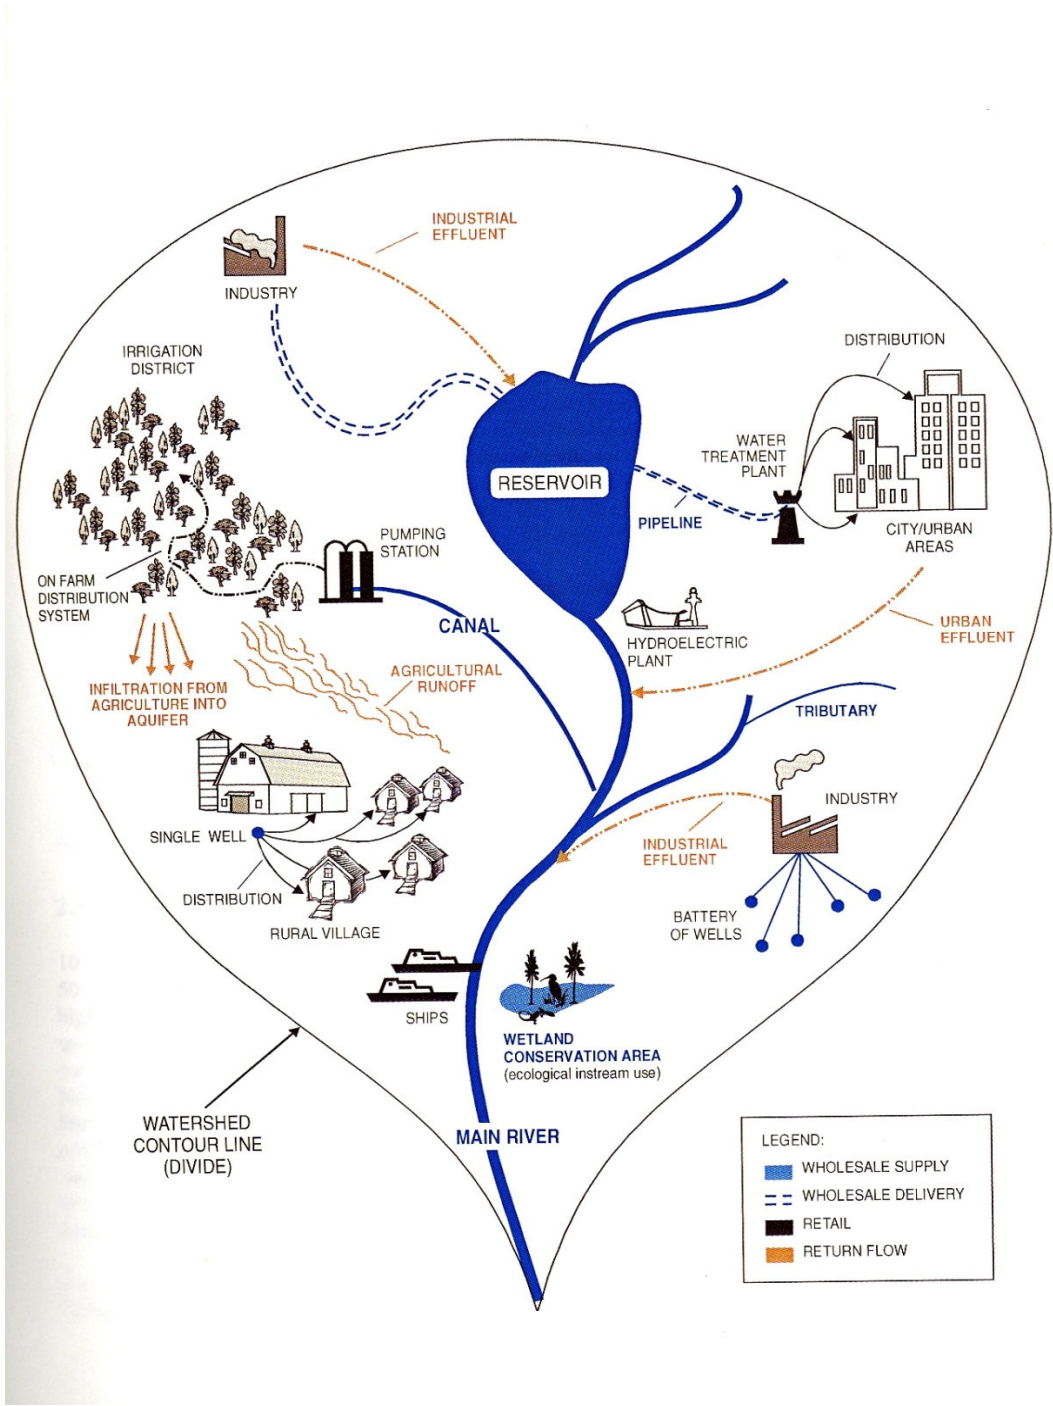 INDUSTRIAL
EFFLUENT
INDUSTRY
IRRIGATION
DISTRICT
DISTRIBUTION
WATER
TREATMENT
PLANT
RESERVOIR
PIPELINE
CITY/URBAN
AREAS
PUMPING
STATION
ON FARM
DISTRIBUTION
SYSTEM
CANAL
HYDROELECTRIC
PLANT
URBAN
EFFLUENT
INFILTRATION FROM
AGRICULTURE INTO
AQUIFER
AGRICULTURAL
RUNOFF
TRIBUTARY
INDUSTRY
SINGLE WELL
INDUSTRIAL
EFFLUENT
DISTRIBUTION
RURAL VILLAGE
BATTERY
OF WELLS
SHIPS
WETLAND
CONSERVATION AREA
(ecological instream use)
WATERSHED
CONTOUR LINE
(DIVIDE)
MAIN RIVER
LEGEND:
WHOLESALE SUPPLY
WHOLESALE DELIVERY
RETAIL
RETURN FLOW